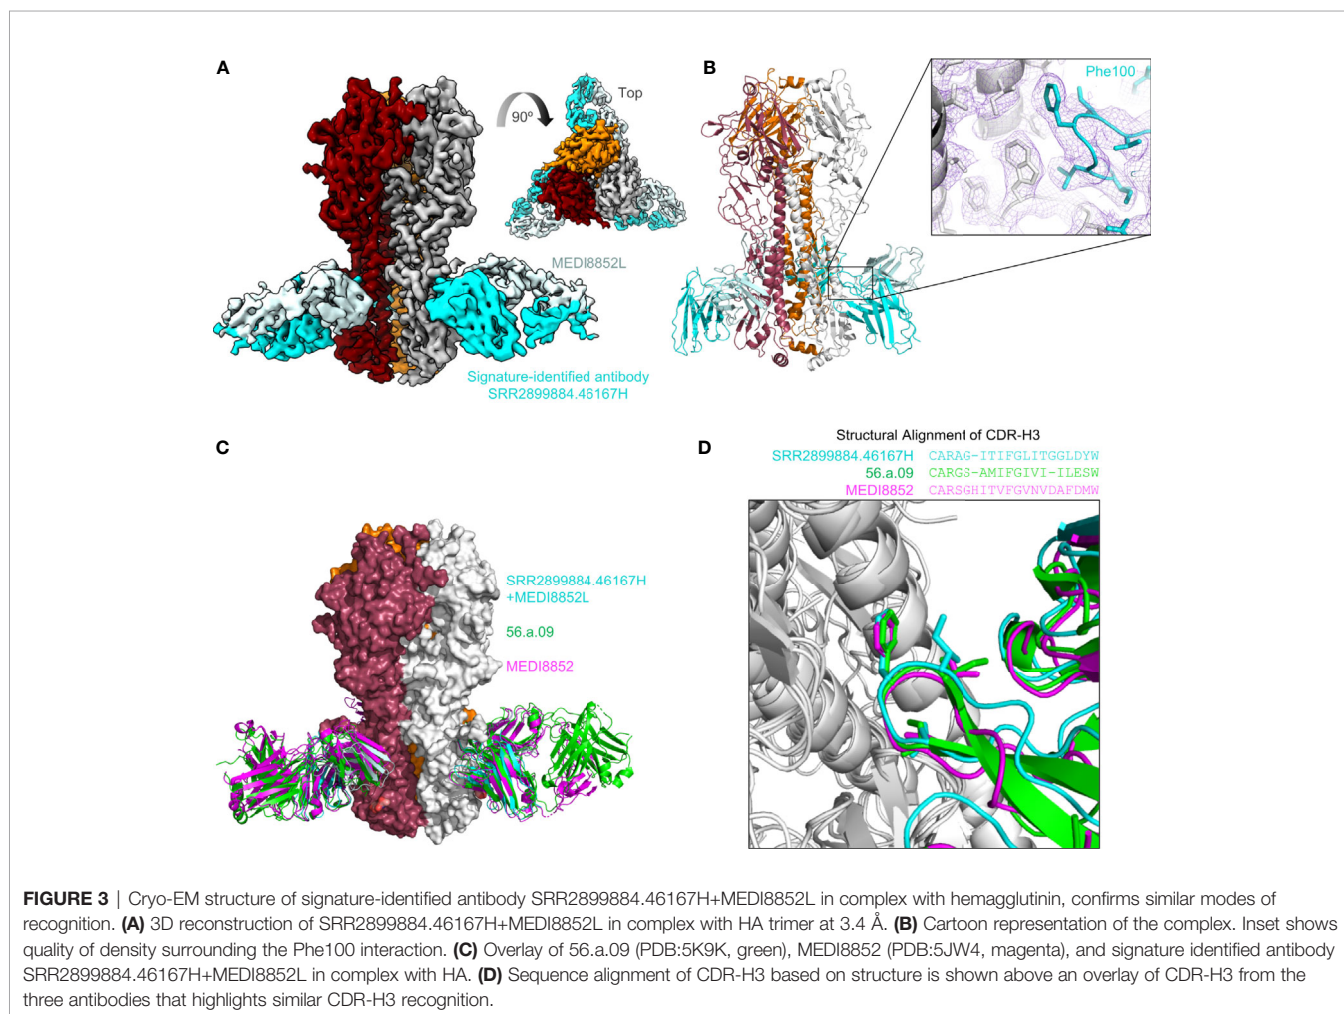 A
90º
Top
MEDI8852L
Signature-identified antibody
SRR2899884.46167H
B
Phe100
C
SRR2899884.46167H
+MEDI8852L
56.a.09
MEDI8852
D
Structural Alignment of CDR-H3
SRR2899884.46167H CARAG-ITIFGLITGGLDYW
56.a.09 CARGS-AMIFGIVI-ILESW
MEDI8852 CARSGHITVFGVNVDAFDMW
FIGURE 3 | Cryo-EM structure of signature-identified antibody SRR2899884.46167H+MEDI8852L in complex with hemagglutinin, confirms similar modes of
recognition. (A) 3D reconstruction of SRR2899884.46167H+MEDI8852L in complex with HA trimer at 3.4 Å. (B) Cartoon representation of the complex. Inset shows
quality of density surrounding the Phe100 interaction. (C) Overlay of 56.a.09 (PDB:5K9K, green), MEDI8852 (PDB:5JW4, magenta), and signature identified antibody
SRR2899884.46167H+MEDI8852L in complex with HA. (D) Sequence alignment of CDR-H3 based on structure is shown above an overlay of CDR-H3 from the
three antibodies that highlights similar CDR-H3 recognition.